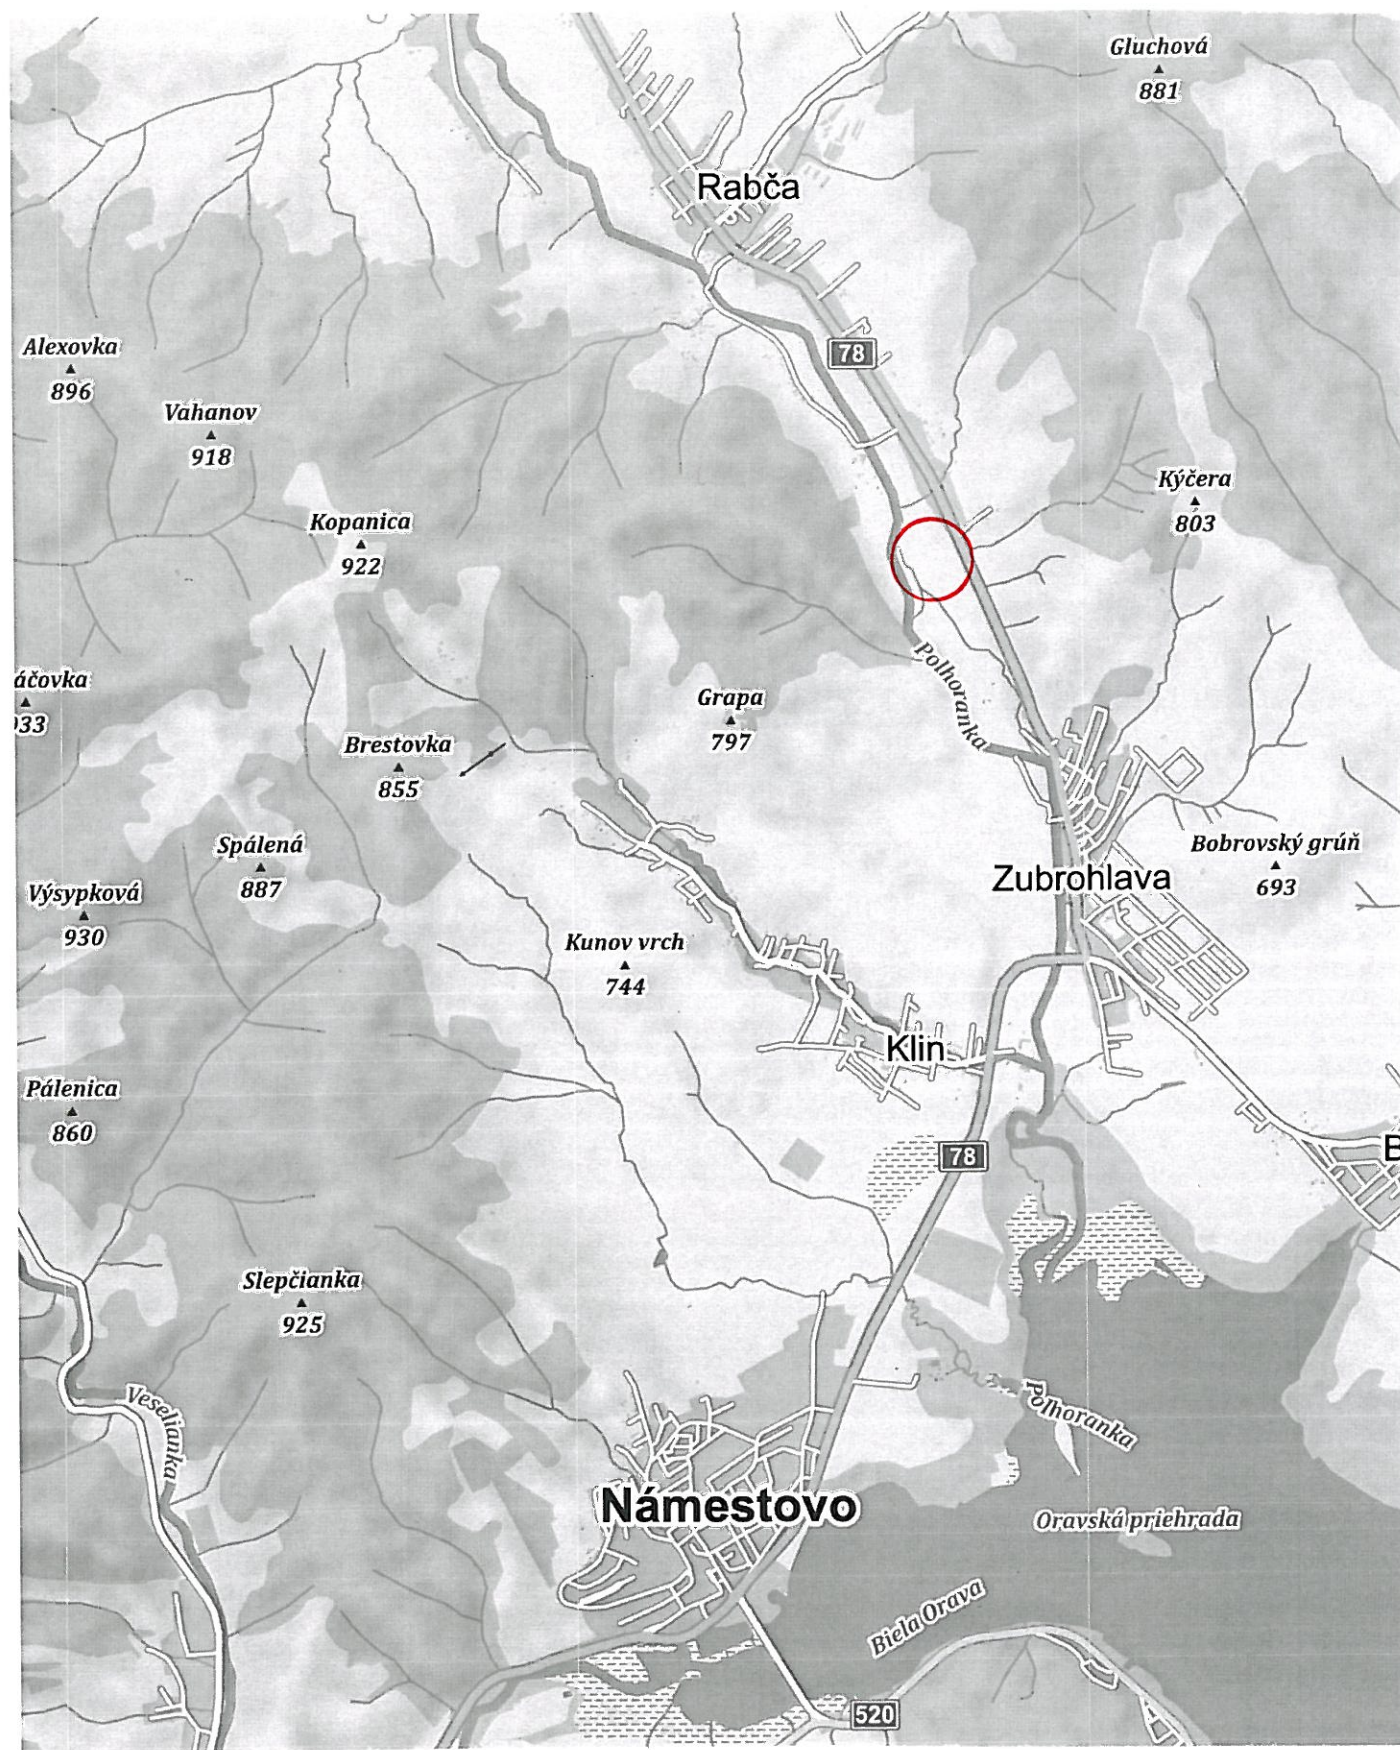 Gluchová
881
Rabča
Alexovka
896
78
Vahanov
918
Kýčera
803
Kopanica
922
Polhoranka
áčovka
933
Grapa
797
Brestovka
855
Spálená
887
Bobrovský grúň
693
Zubrohlava
Výsypková
930
Kunov vrch
744
Klin
Pálenica
860
78
B
Slepčianka
925
Veselianka
Polhoranka
Námestovo
Oravská priehrada
Biela Orava
520